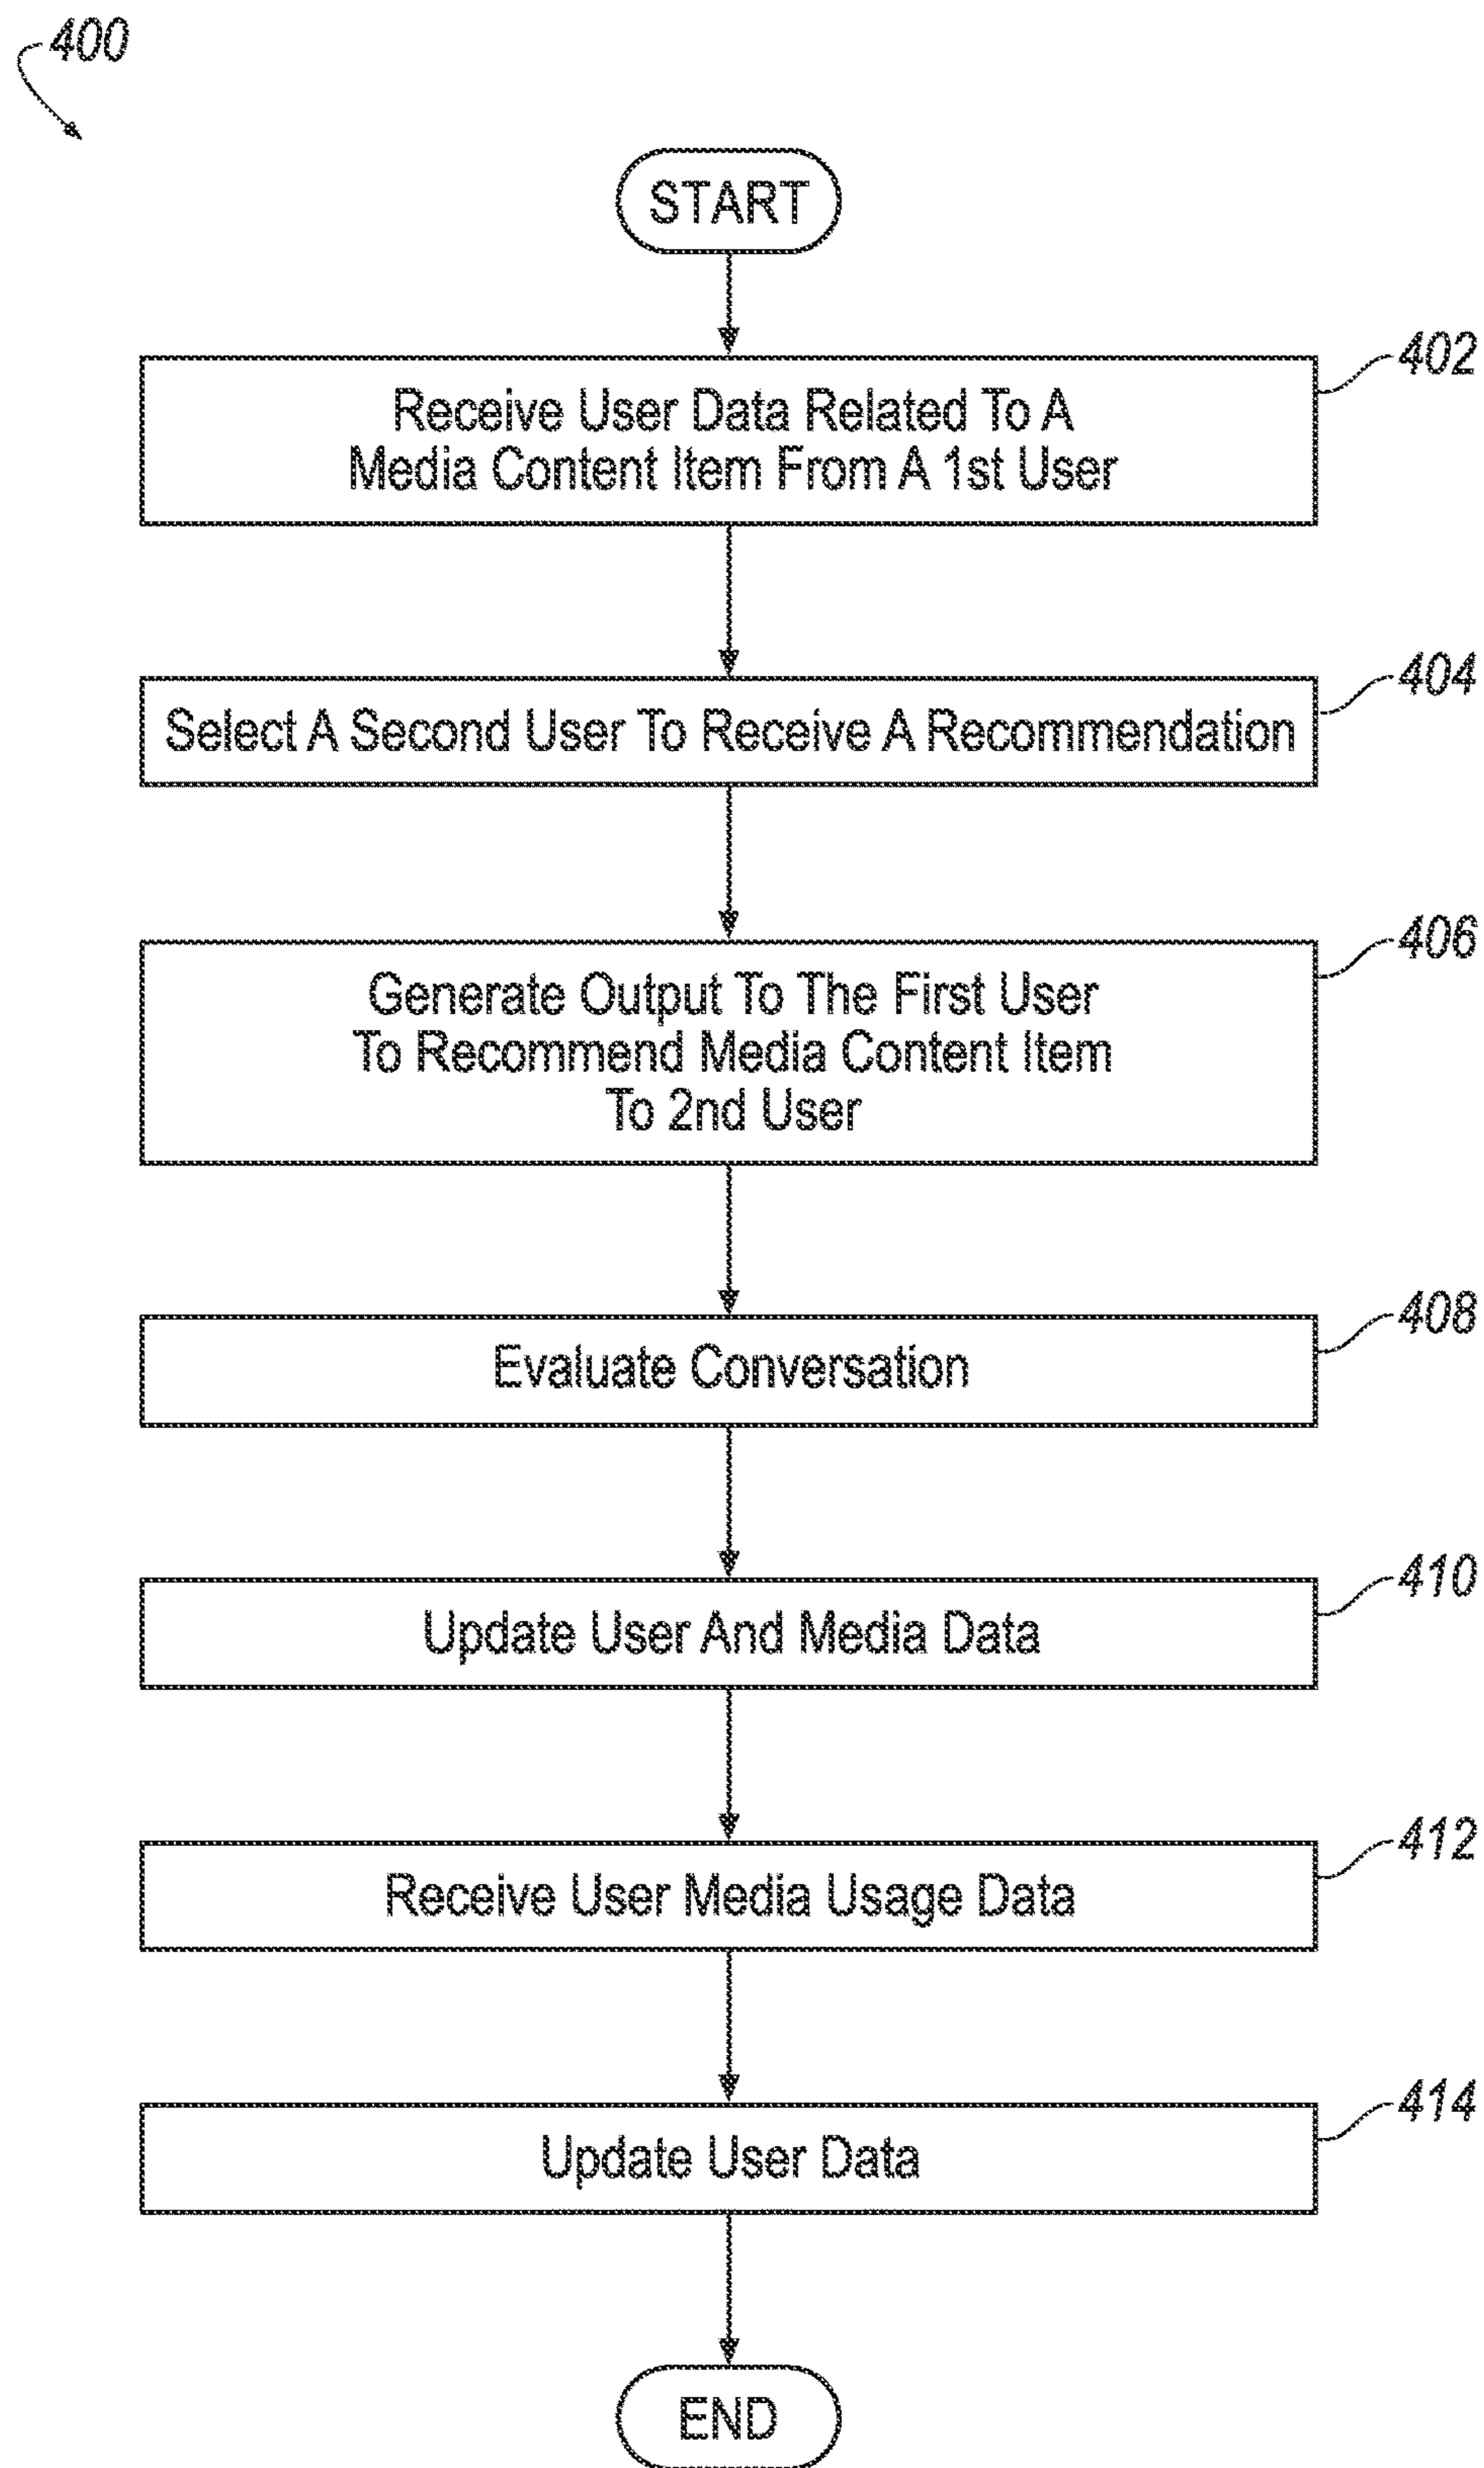 400
START
402
Receive User Data Related To A
Media Content Item From A 1st User
404
Select A Second User To Receive A Recommendation
406
Generate Output To The First User
To Recommend Media Content Item
To 2nd User
408
Evaluate Conversation
410
Update User And Media Data
412
Receive User Media Usage Data
414
Update User Data
END